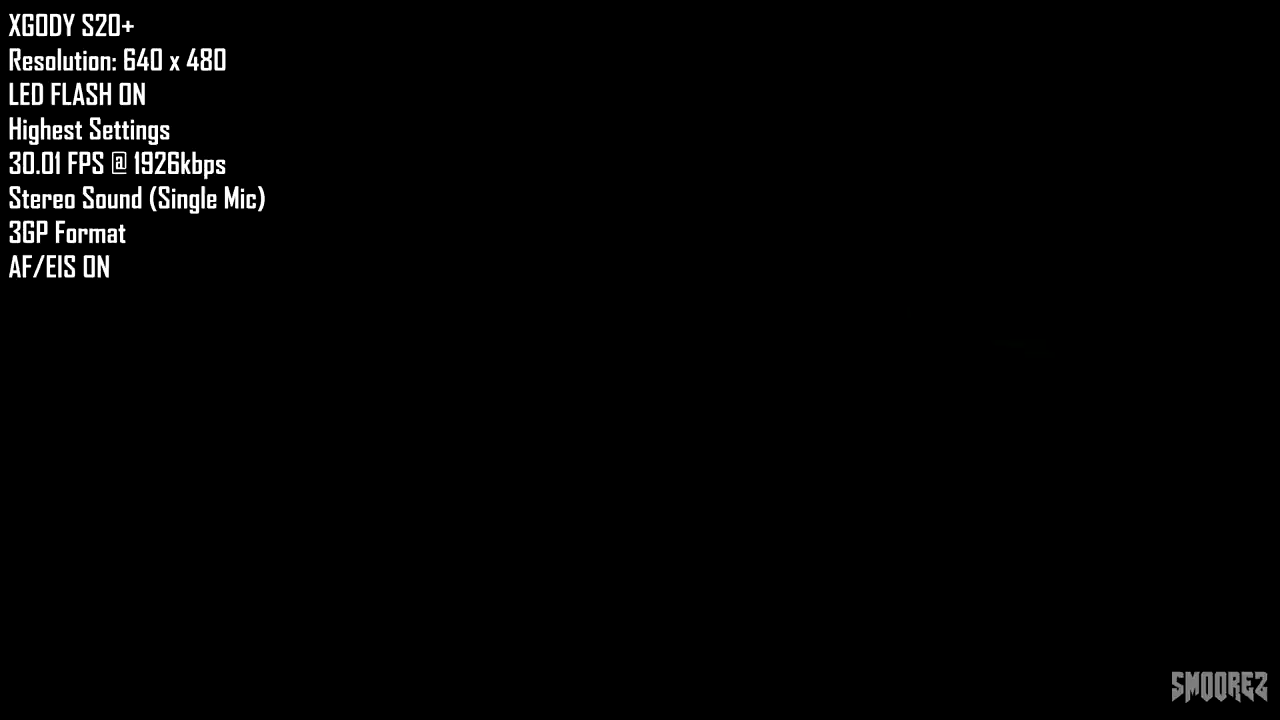 XGODY S20+
Resolution: 640 x 480
LED FLASH ON
Highest Settings
30.01 FPS @ 1926kbps
Stereo Sound (Single Mic)
3GP Format
AF/EIS ON
SMOOREZ